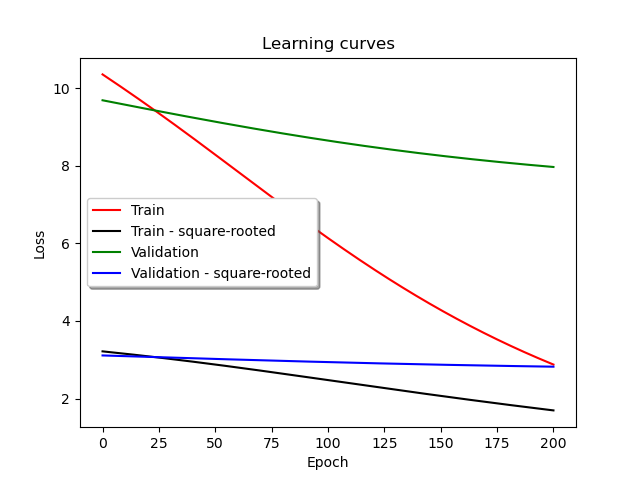 Learning curves
10
8
6
4
2
Loss
Train
Train - square-rooted
Validation
Validation - square-rooted
0 25 50 75 100 125 150 175 200
Epoch